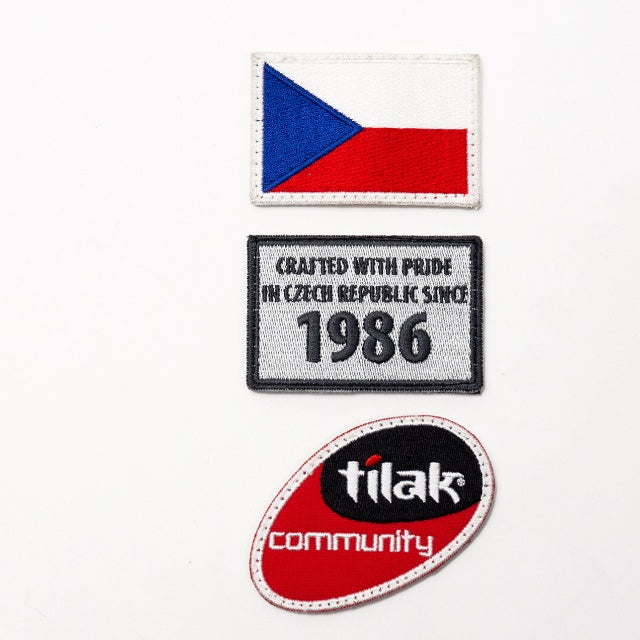 CRAFTED WITH PRIDE
IN CZECH REPUBLIC SINCE
1986
tilak®
community